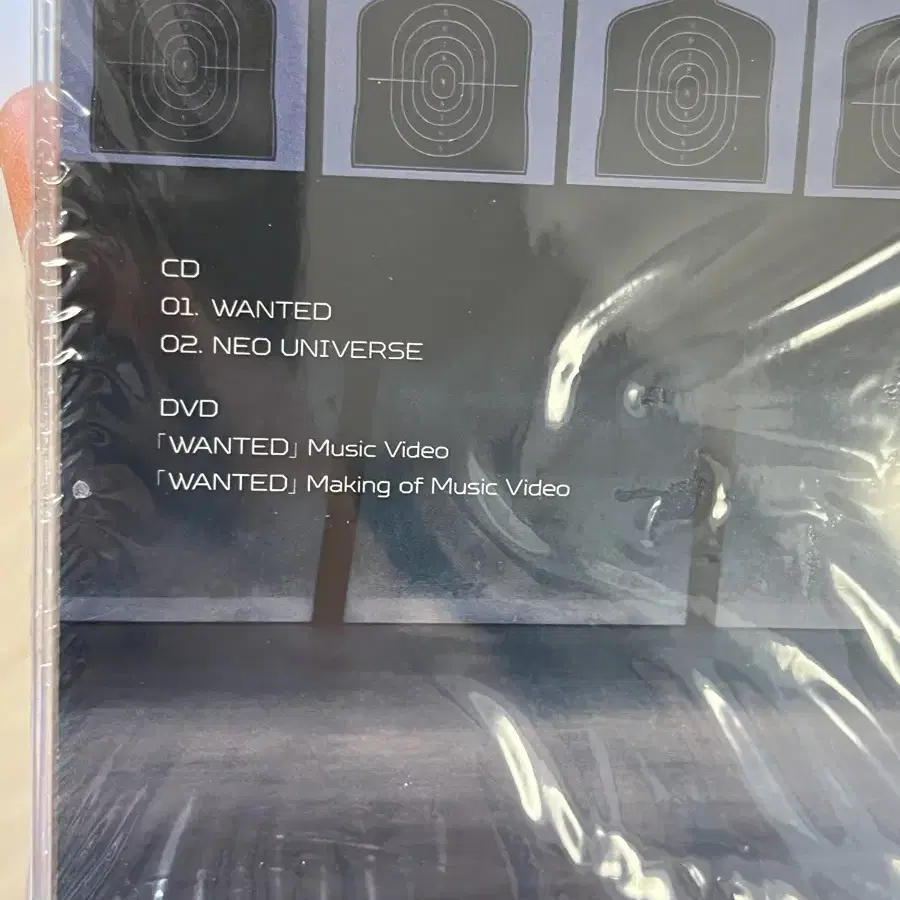 CD
01. WANTED
02. NEO UNIVERSE
DVD
「WANTED」 Music Video
「WANTED」 Making of Music Video